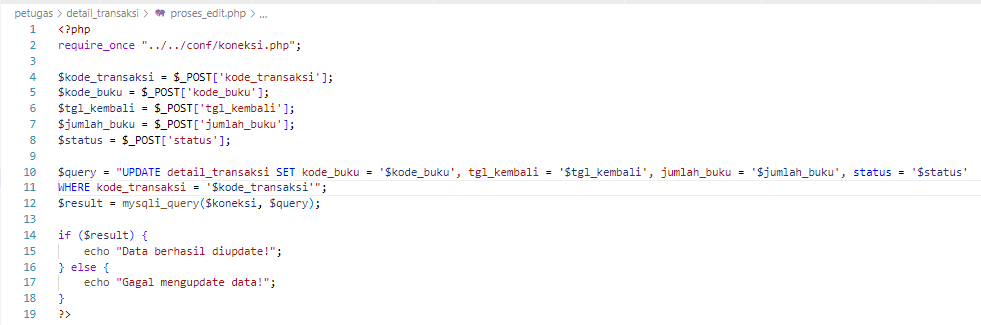 petugas > detail_transaksi > proses_edit.php > ...
1 <?php
2 require_once "../../conf/koneksi.php";
3
4 $kode_transaksi = $_POST['kode_transaksi'];
5 $kode_buku = $_POST['kode_buku'];
6 $tgl_kembali = $_POST['tgl_kembali'];
7 $jumlah_buku = $_POST['jumlah_buku'];
8 $status = $_POST['status'];
9
10 $query = "UPDATE detail_transaksi SET kode_buku = '$kode_buku', tgl_kembali = '$tgl_kembali', jumlah_buku = '$jumlah_buku', status = '$status'
11 WHERE kode_transaksi = '$kode_transaksi'";
12 $result = mysqli_query($koneksi, $query);
13
14 if ($result) {
15     echo "Data berhasil diupdate!";
16 } else {
17     echo "Gagal mengupdate data!";
18 }
19 ?>